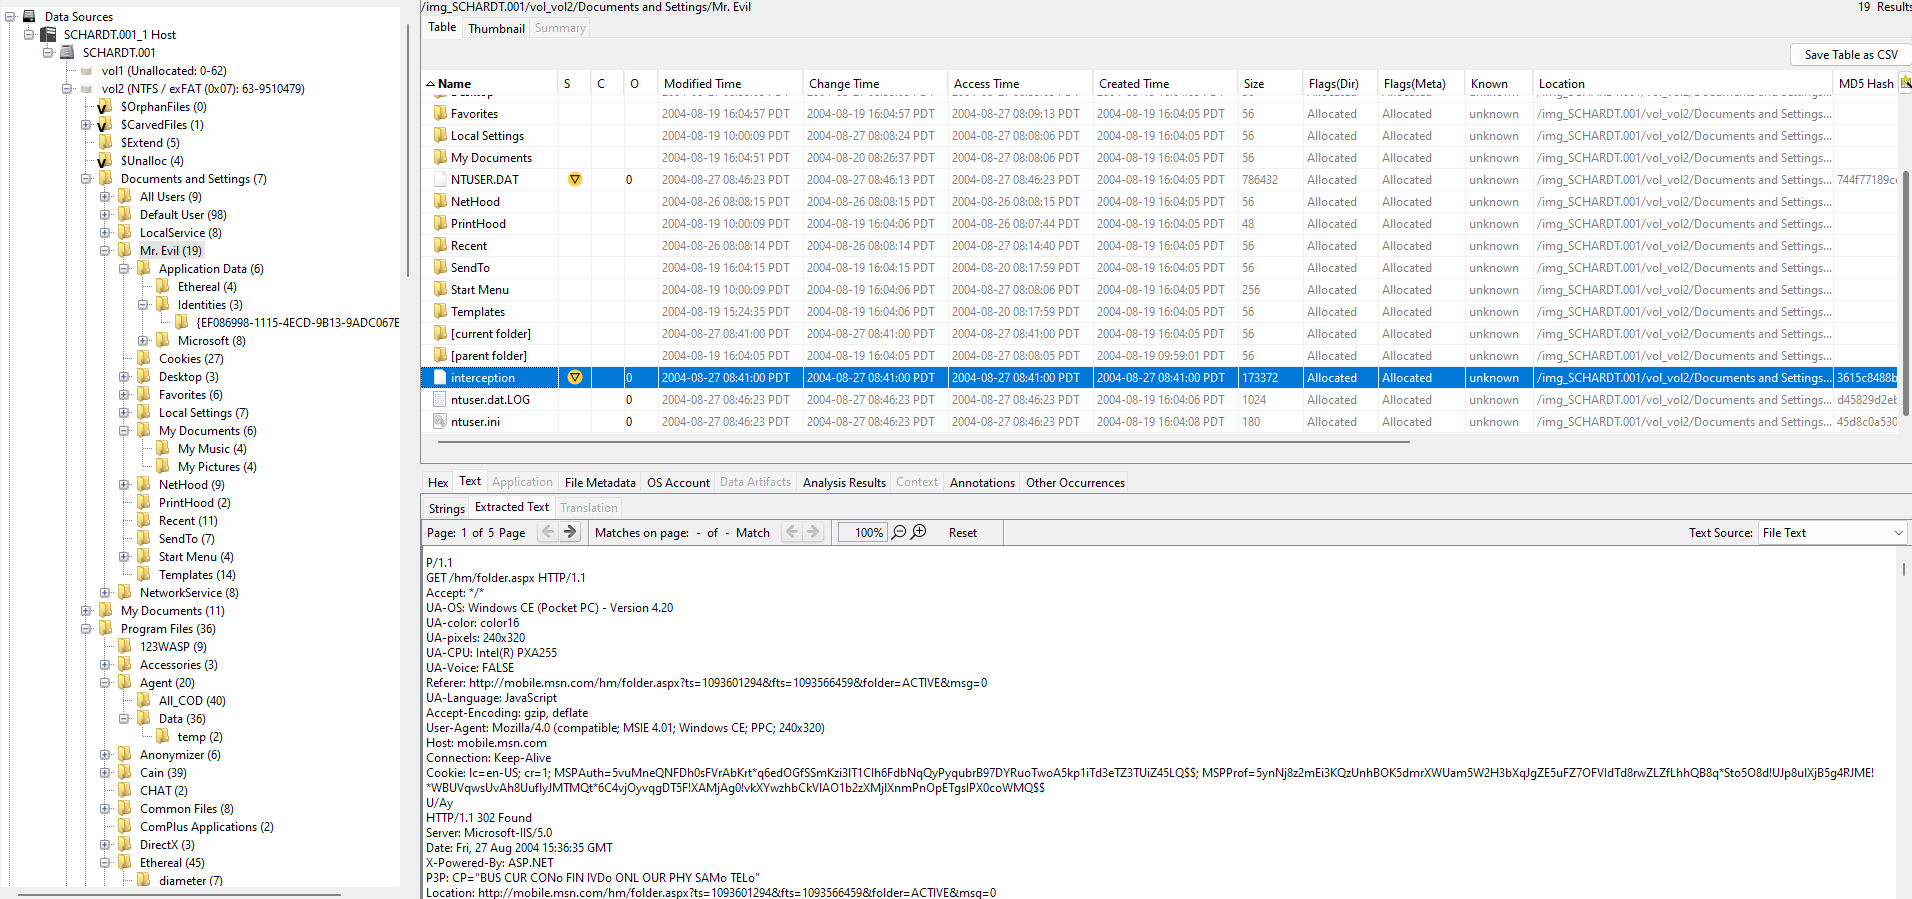 Data Sources
SCHARDT.001_1 Host
SCHARDT.001
vol1 (Unallocated: 0-62)
vol2 (NTFS / exFAT (0x07): 63-9510479)
$OrphanFiles (0)
$CarvedFiles (1)
$Extend (5)
$Unalloc (4)
Documents and Settings (7)
All Users (9)
Default User (98)
LocalService (8)
Mr. Evil (19)
Application Data (6)
Ethereal (4)
Identities (3)
{EF086998-1115-4ECD-9B13-9ADC067E
Microsoft (8)
Cookies (27)
Desktop (3)
Favorites (6)
Local Settings (7)
My Documents (6)
My Music (4)
My Pictures (4)
NetHood (9)
PrintHood (2)
Recent (11)
SendTo (7)
Start Menu (4)
Templates (14)
NetworkService (8)
My Documents (11)
Program Files (36)
123WASP (9)
Accessories (3)
Agent (20)
All_COD (40)
Data (36)
temp (2)
Anonymizer (6)
Cain (39)
CHAT (2)
Common Files (8)
ComPlus Applications (2)
DirectX (3)
Ethereal (45)
diameter (7)
/img_SCHARDT.001/vol_vol2/Documents and Settings/Mr. Evil
19 Results
Table Thumbnail Summary
Save Table as CSV
Name S C O Modified Time Change Time Access Time Created Time Size Flags(Dir) Flags(Meta) Known Location MD5 Hash
Favorites 2004-08-19 16:04:57 PDT 2004-08-19 16:04:57 PDT 2004-08-27 08:09:13 PDT 2004-08-19 16:04:05 PDT 56 Allocated Allocated unknown /img_SCHARDT.001/vol_vol2/Documents and Settings...
Local Settings 2004-08-19 10:00:09 PDT 2004-08-27 08:08:24 PDT 2004-08-27 08:08:06 PDT 2004-08-19 16:04:05 PDT 56 Allocated Allocated unknown /img_SCHARDT.001/vol_vol2/Documents and Settings...
My Documents 2004-08-19 16:04:51 PDT 2004-08-20 08:26:37 PDT 2004-08-27 08:08:06 PDT 2004-08-19 16:04:05 PDT 56 Allocated Allocated unknown /img_SCHARDT.001/vol_vol2/Documents and Settings...
NTUSER.DAT 0 2004-08-27 08:46:23 PDT 2004-08-27 08:46:13 PDT 2004-08-27 08:46:23 PDT 2004-08-19 16:04:05 PDT 786432 Allocated Allocated unknown /img_SCHARDT.001/vol_vol2/Documents and Settings... 744f77189c
NetHood 2004-08-26 08:08:15 PDT 2004-08-26 08:08:15 PDT 2004-08-26 08:08:15 PDT 2004-08-19 16:04:05 PDT 56 Allocated Allocated unknown /img_SCHARDT.001/vol_vol2/Documents and Settings...
PrintHood 2004-08-19 10:00:09 PDT 2004-08-19 16:04:06 PDT 2004-08-26 08:07:44 PDT 2004-08-19 16:04:05 PDT 48 Allocated Allocated unknown /img_SCHARDT.001/vol_vol2/Documents and Settings...
Recent 2004-08-26 08:08:14 PDT 2004-08-26 08:08:14 PDT 2004-08-27 08:14:40 PDT 2004-08-19 16:04:05 PDT 56 Allocated Allocated unknown /img_SCHARDT.001/vol_vol2/Documents and Settings...
SendTo 2004-08-19 16:04:15 PDT 2004-08-19 16:04:15 PDT 2004-08-20 08:17:59 PDT 2004-08-19 16:04:05 PDT 56 Allocated Allocated unknown /img_SCHARDT.001/vol_vol2/Documents and Settings...
Start Menu 2004-08-19 10:00:09 PDT 2004-08-19 16:04:06 PDT 2004-08-27 08:08:06 PDT 2004-08-19 16:04:05 PDT 256 Allocated Allocated unknown /img_SCHARDT.001/vol_vol2/Documents and Settings...
Templates 2004-08-19 15:24:35 PDT 2004-08-19 16:04:06 PDT 2004-08-20 08:17:59 PDT 2004-08-19 16:04:05 PDT 56 Allocated Allocated unknown /img_SCHARDT.001/vol_vol2/Documents and Settings...
[current folder] 2004-08-27 08:41:00 PDT 2004-08-27 08:41:00 PDT 2004-08-27 08:41:00 PDT 2004-08-19 16:04:05 PDT 56 Allocated Allocated unknown /img_SCHARDT.001/vol_vol2/Documents and Settings...
[parent folder] 2004-08-19 16:04:05 PDT 2004-08-19 16:04:05 PDT 2004-08-27 08:08:05 PDT 2004-08-19 09:59:01 PDT 56 Allocated Allocated unknown /img_SCHARDT.001/vol_vol2/Documents and Settings...
interception 0 2004-08-27 08:41:00 PDT 2004-08-27 08:41:00 PDT 2004-08-27 08:41:00 PDT 2004-08-27 08:41:00 PDT 173372 Allocated Allocated unknown /img_SCHARDT.001/vol_vol2/Documents and Settings... 3615c8488b
ntuser.dat.LOG 0 2004-08-27 08:46:23 PDT 2004-08-27 08:46:23 PDT 2004-08-27 08:46:23 PDT 2004-08-19 16:04:06 PDT 1024 Allocated Allocated unknown /img_SCHARDT.001/vol_vol2/Documents and Settings... d45829d2eb
ntuser.ini 0 2004-08-27 08:46:23 PDT 2004-08-27 08:46:23 PDT 2004-08-27 08:46:23 PDT 2004-08-19 16:04:08 PDT 180 Allocated Allocated unknown /img_SCHARDT.001/vol_vol2/Documents and Settings... 45d8c0a530
Hex Text Application File Metadata OS Account Data Artifacts Analysis Results Context Annotations Other Occurrences
Strings Extracted Text Translation
Page: 1 of 5 Page Matches on page: - of - Match 100% Reset Text Source: File Text
P/1.1
GET /hm/folder.aspx HTTP/1.1
Accept: */*
UA-OS: Windows CE (Pocket PC) - Version 4.20
UA-color: color16
UA-pixels: 240x320
UA-CPU: Intel(R) PXA255
UA-Voice: FALSE
Referer: http://mobile.msn.com/hm/folder.aspx?ts=1093601294&fts=1093566459&folder=ACTIVE&msg=0
UA-Language: JavaScript
Accept-Encoding: gzip, deflate
User-Agent: Mozilla/4.0 (compatible; MSIE 4.01; Windows CE; PPC; 240x320)
Host: mobile.msn.com
Connection: Keep-Alive
Cookie: lc=en-US; cr=1; MSPAuth=5vuMneQNFDh0sFVrAbKrt*q6edOGfSSmKzi3IT1CIh6FdbNqQyPyqubrB97DYRuoTwoA5kp1iTd3eTZ3TUiZ45LQ$$; MSPProf=5ynNj8z2mEi3KQzUnhBOK5dmrXWUam5W2H3bXqJgZE5uFZ7OFVIdTd8rwZLZfLhhQB8q*Sto5O8d!UJp8uIXjB5g4RJME!
*WBUVqwsUvAh8UufIyJMTMQt*6C4vjOyvqgDT5F!XAMjAg0!vkXYwzhbCkVIAO1b2zXMjIXnmPnOpETgsIPX0coWMQ$$
U/Ay
HTTP/1.1 302 Found
Server: Microsoft-IIS/5.0
Date: Fri, 27 Aug 2004 15:36:35 GMT
X-Powered-By: ASP.NET
P3P: CP="BUS CUR CONo FIN IVDo ONL OUR PHY SAMo TELo"
Location: http://mobile.msn.com/hm/folder.aspx?ts=1093601294&fts=1093566459&folder=ACTIVE&msg=0